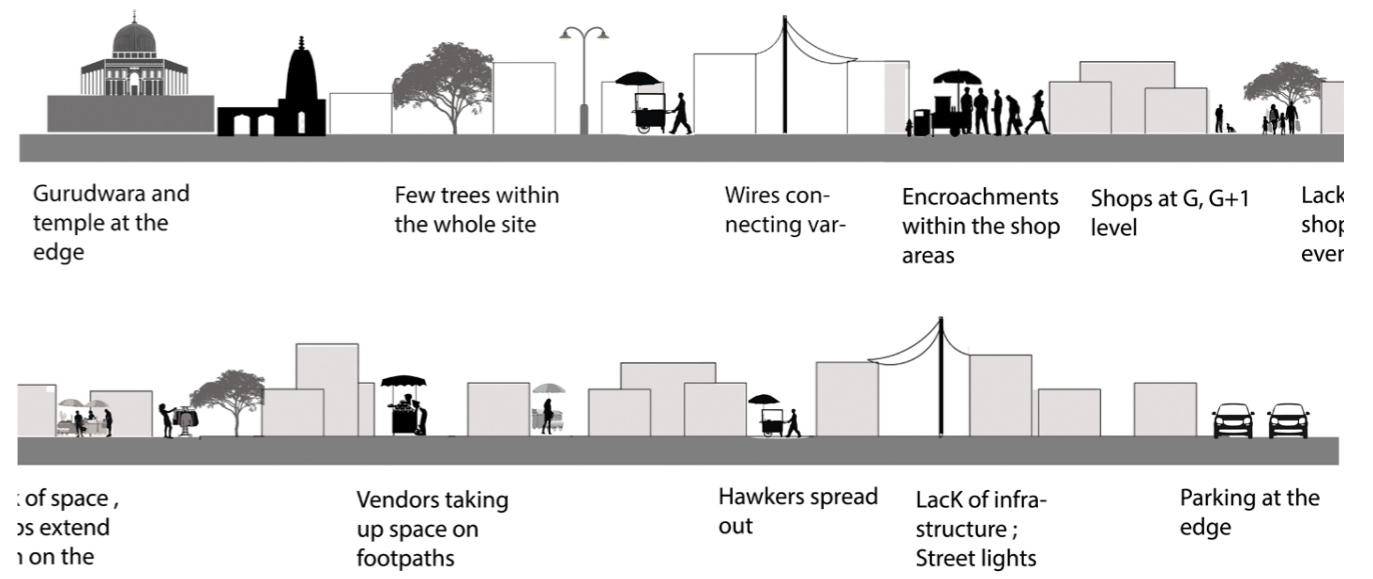 Gurudwara and
temple at the
edge
Few trees within
the whole site
Wires con-
necting var-
Encroachments
within the shop
areas
Shops at G, G+1
level
Lack
shop
ever
of space ,
extend
on the
Vendors taking
up space on
footpaths
Hawkers spread
out
LacK of infra-
structure ;
Street lights
Parking at the
edge